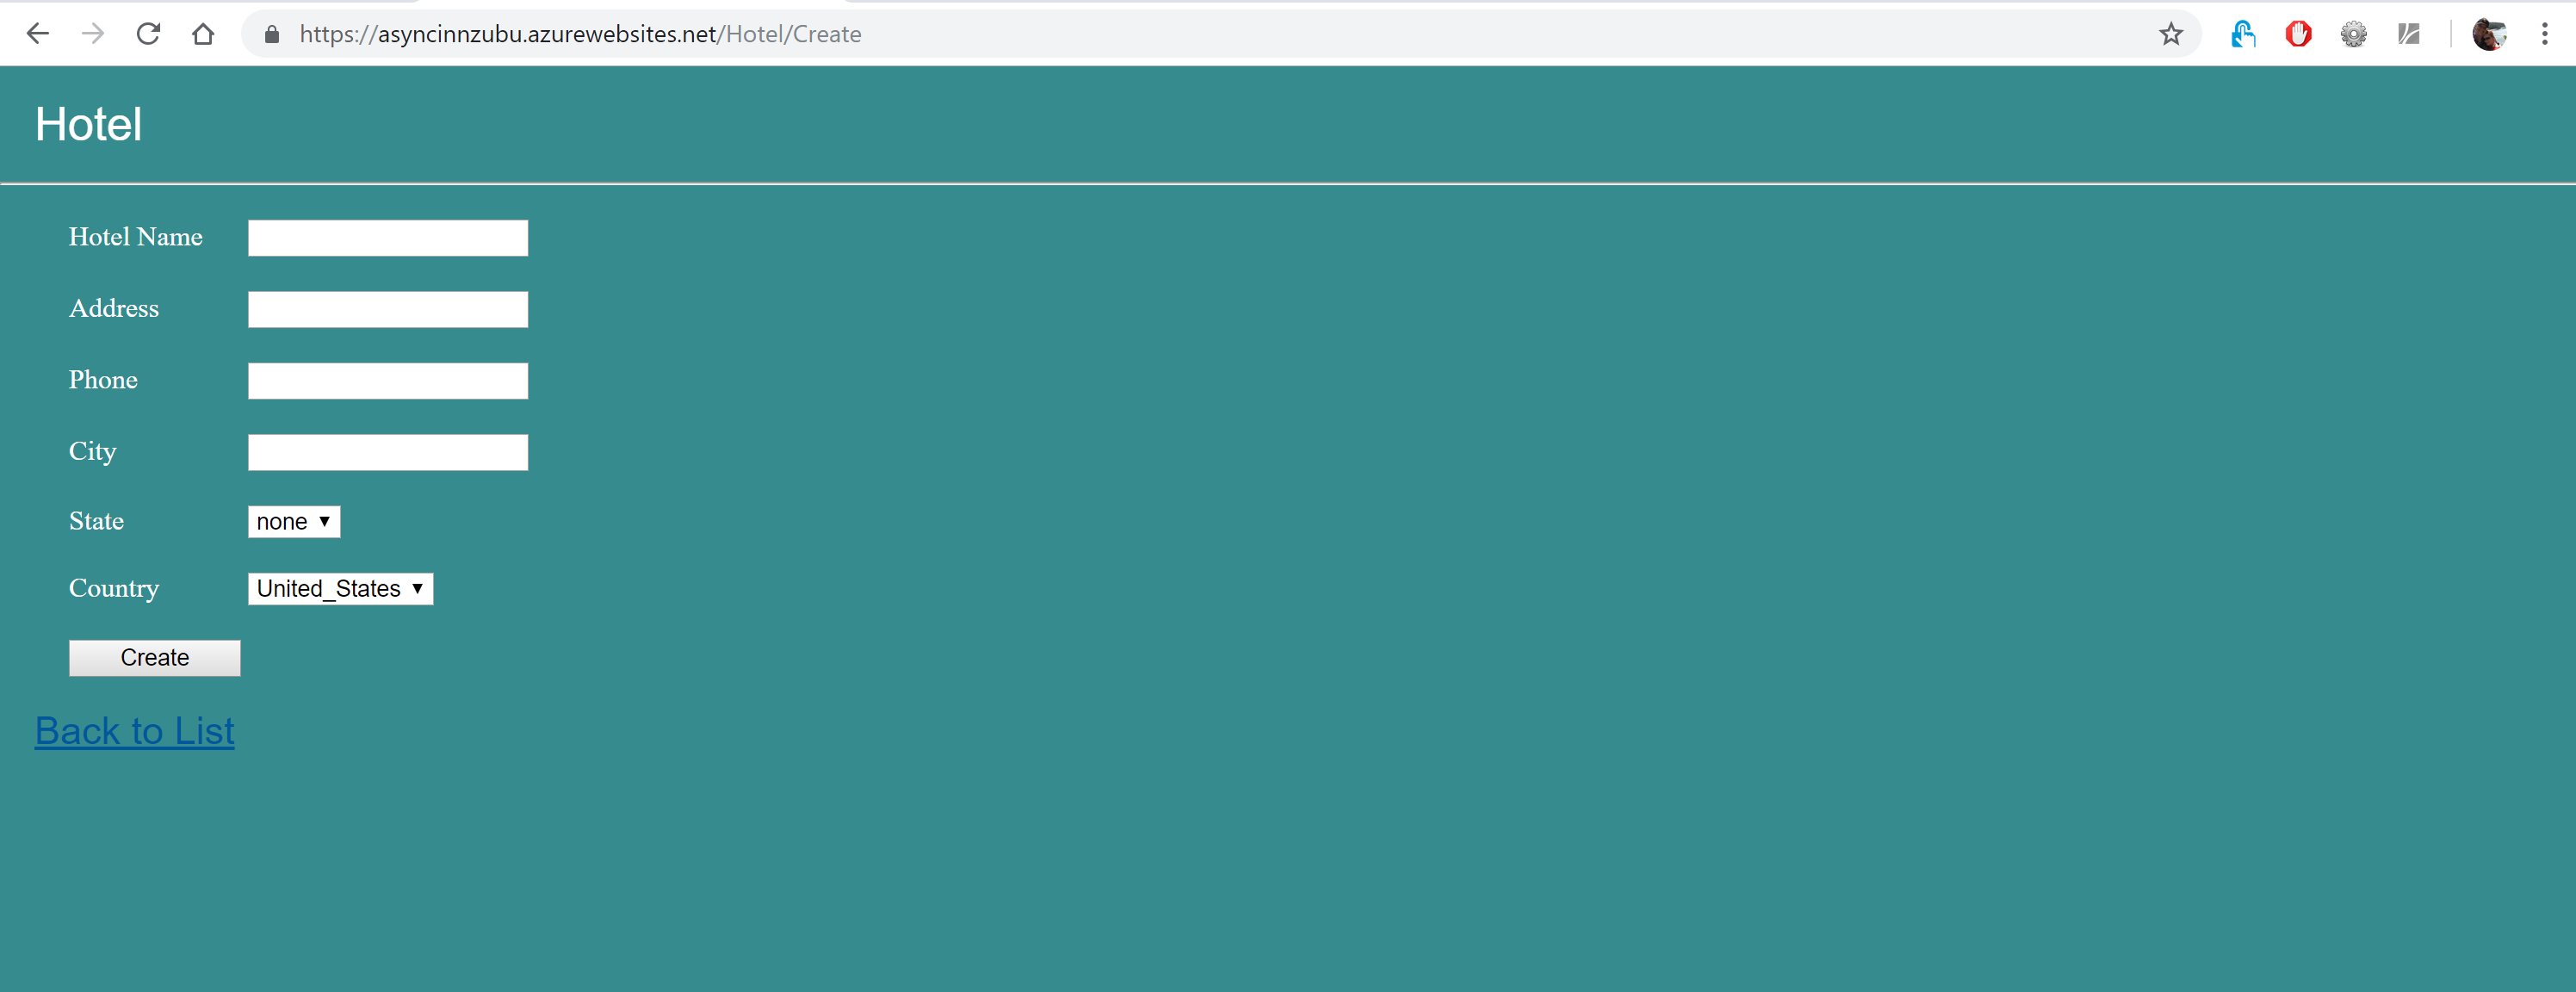 https://asyncinnzubu.azurewebsites.net/Hotel/Create
Hotel
Hotel Name
Address
Phone
City
State none
Country United_States
Create
Back to List